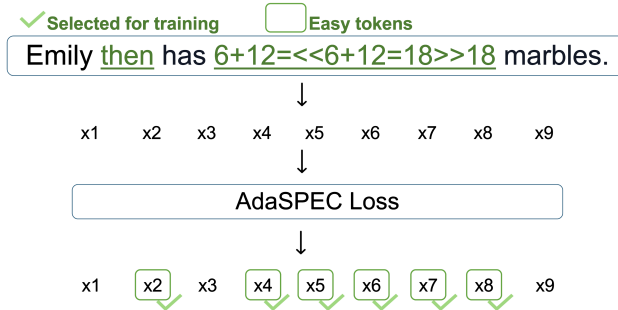 Selected for training Easy tokens
Emily then has 6+12=<<6+12=18>>18 marbles.
x1 x2 x3 x4 x5 x6 x7 x8 x9
AdaSPEC Loss
x1 x2 x3 x4 x5 x6 x7 x8 x9